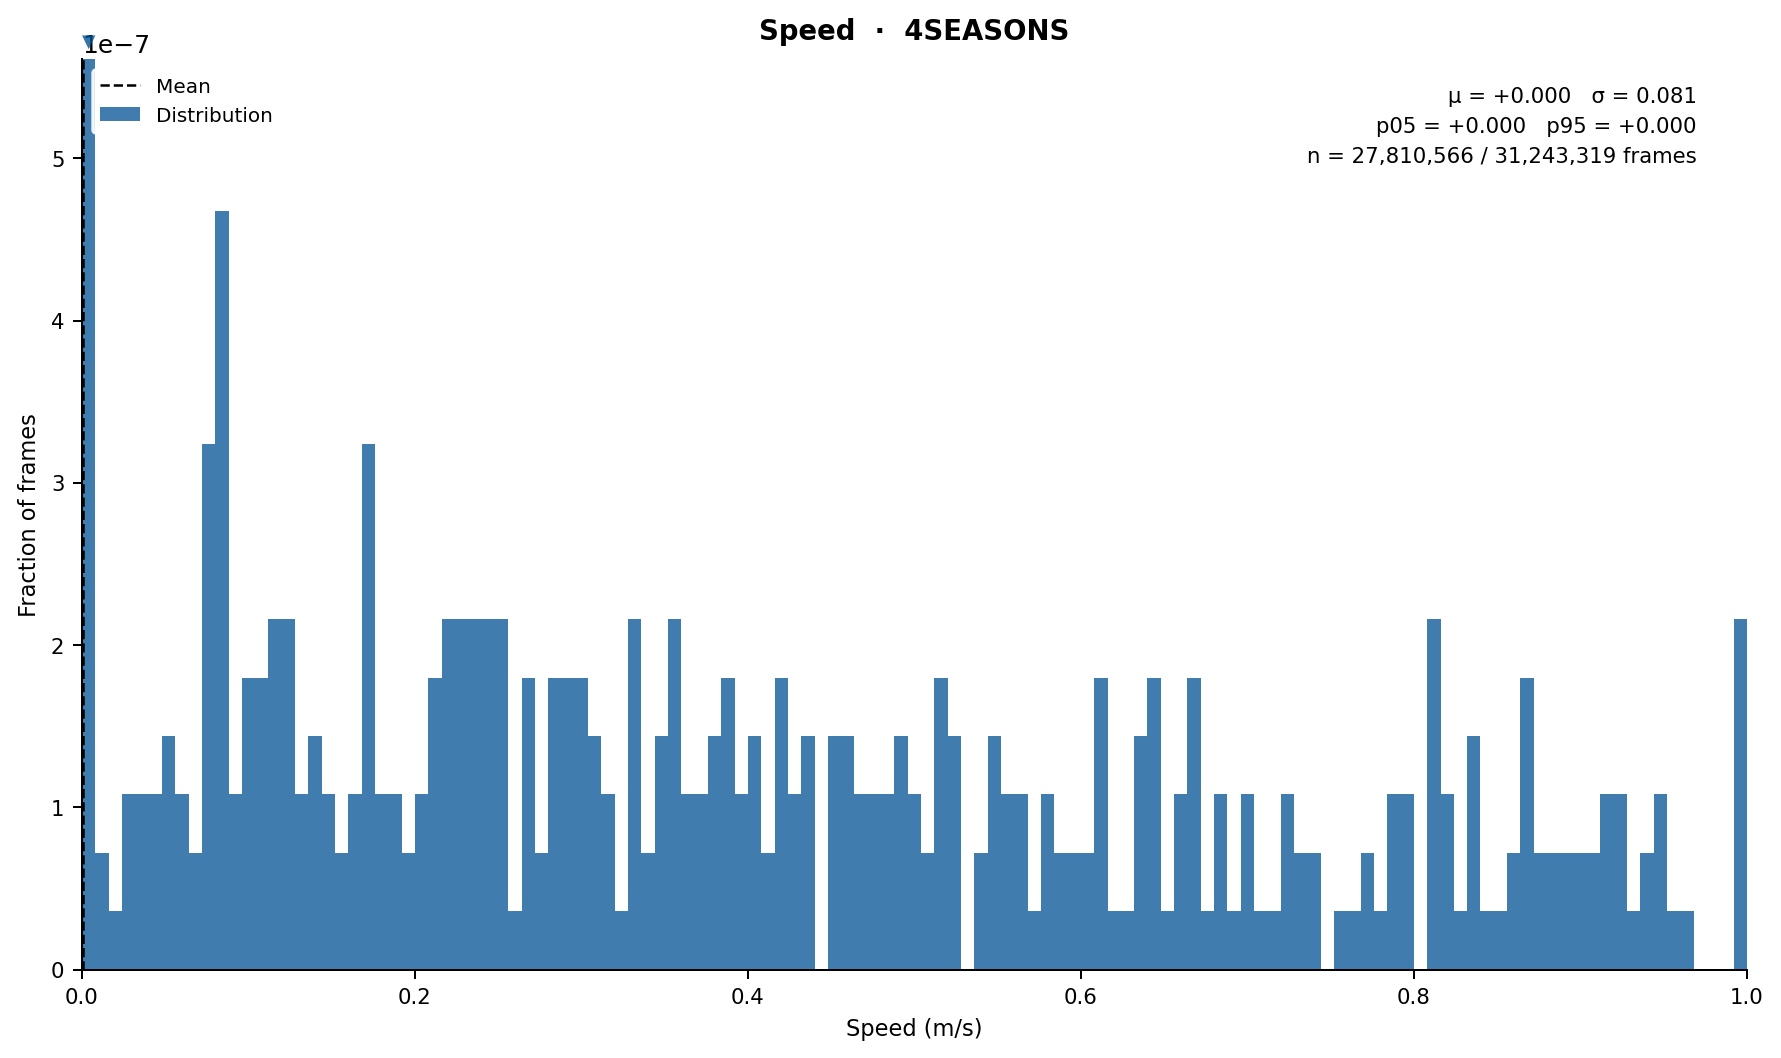 Speed · 4SEASONS
1e−7
Mean
Distribution
μ = +0.000 σ = 0.081
p05 = +0.000 p95 = +0.000
n = 27,810,566 / 31,243,319 frames
5
4
3
2
1
0
Fraction of frames
0.0 0.2 0.4 0.6 0.8 1.0
Speed (m/s)